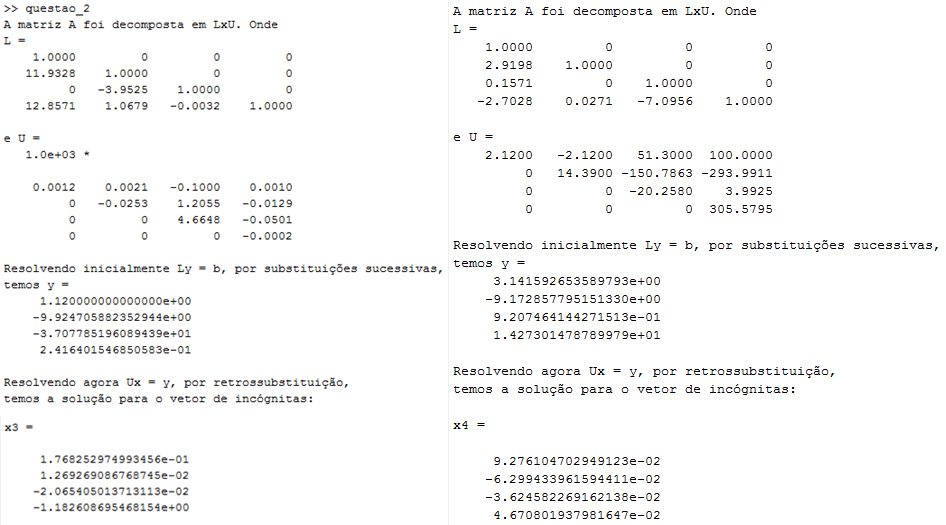 >> questao_2
A matriz A foi decomposta em LxU. Onde
L =
1.0000 0 0 0
11.9328 1.0000 0 0
0 -3.9525 1.0000 0
12.8571 1.0679 -0.0032 1.0000
e U =
1.0e+03 *
0.0012 0.0021 -0.1000 0.0010
0 -0.0253 1.2055 -0.0129
0 0 4.6648 -0.0501
0 0 0 -0.0002
Resolvendo inicialmente Ly = b, por substituições sucessivas,
temos y =
1.120000000000000e+00
-9.924705882352944e+00
-3.707785196089439e+01
2.416401546850583e-01
Resolvendo agora Ux = y, por retrossubstituição,
temos a solução para o vetor de incógnitas:
x3 =
1.768252974993456e-01
1.269269086768745e-02
-2.065405013713113e-02
-1.182608695468154e+00
A matriz A foi decomposta em LxU. Onde
L =
1.0000 0 0 0
2.9198 1.0000 0 0
0.1571 0 1.0000 0
-2.7028 0.0271 -7.0956 1.0000
e U =
2.1200 -2.1200 51.3000 100.0000
0 14.3900 -150.7863 -293.9911
0 0 -20.2580 3.9925
0 0 0 305.5795
Resolvendo inicialmente Ly = b, por substituições sucessivas,
temos y =
3.141592653589793e+00
-9.172857795151330e+00
9.207464144271513e-01
1.427301478789979e+01
Resolvendo agora Ux = y, por retrossubstituição,
temos a solução para o vetor de incógnitas:
x4 =
9.276104702949123e-02
-6.299433961594411e-02
-3.624582269162138e-02
4.670801937981647e-02